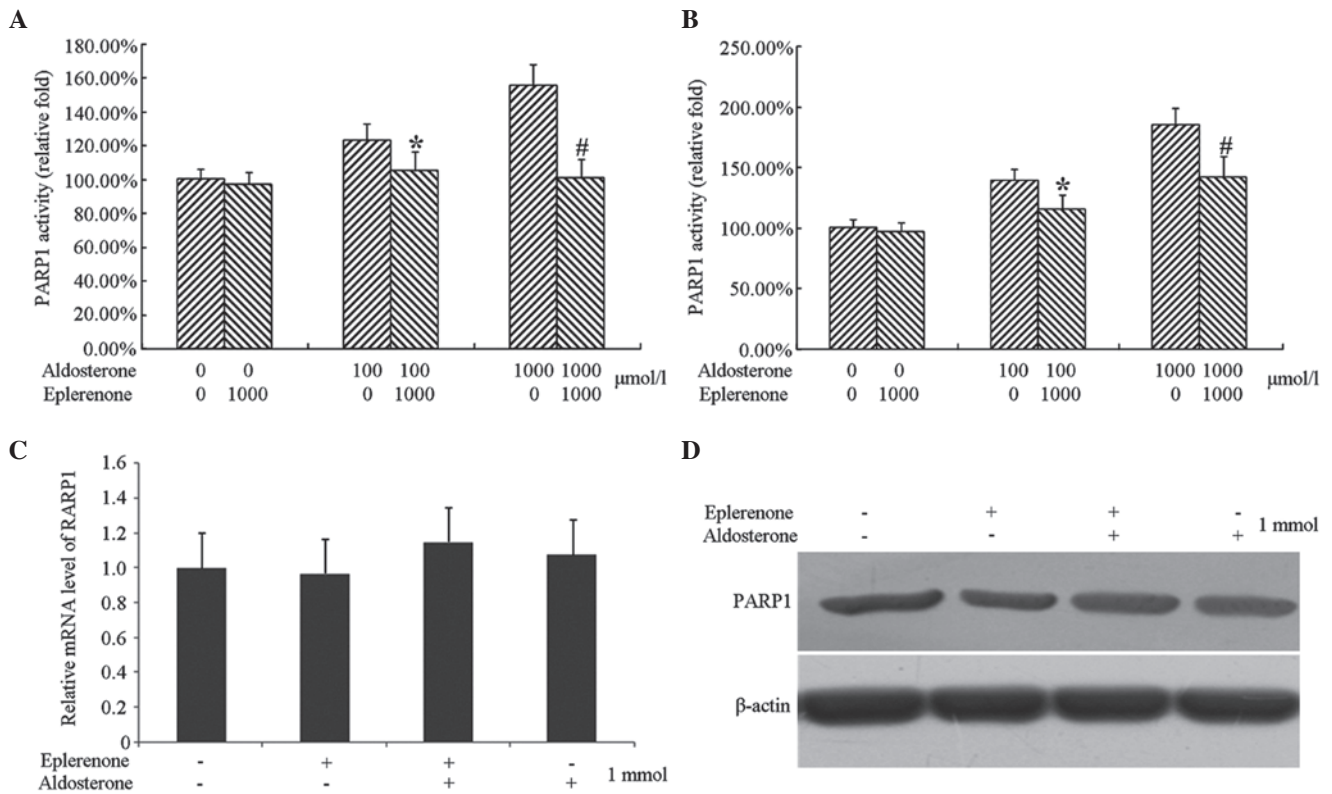 A
PARP1 activity (relative fold)
180.00%
160.00%
140.00%
120.00%
100.00%
80.00%
60.00%
40.00%
20.00%
0.00%
*
#
Aldosterone 0 0 100 100 1000 1000
Eplerenone 0 1000 0 1000 0 1000
μmol/l
B
PARP1 activity (relative fold)
250.00%
200.00%
150.00%
100.00%
50.00%
0.00%
*
#
Aldosterone 0 0 100 100 1000 1000
Eplerenone 0 1000 0 1000 0 1000
μmol/l
C
Relative mRNA level of RARP1
1.6
1.4
1.2
1.0
0.8
0.6
0.4
0.2
0
Eplerenone - + + -
Aldosterone - - + +
1 mmol
D
Eplerenone - + + -
Aldosterone - - + +
1 mmol
PARP1
β-actin